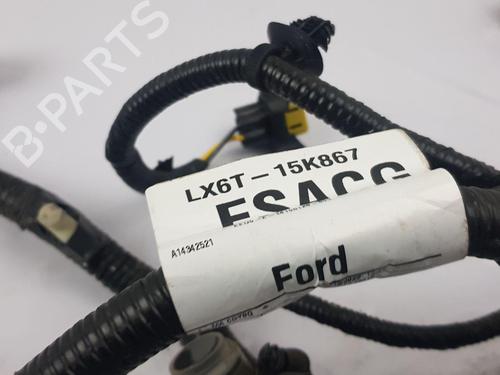 B-PARTS
LX6T-15K867
ESACG
A14342521
Ford